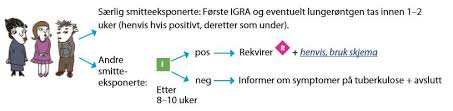 Særlig smitteeksponerte: Første IGRA og eventuelt lungerøntgen tas innen 1–2
uker (henvis hvis positivt, deretter som under).
Andre
smitte-
eksponerte:
I
Etter
8–10 uker
pos
Rekvirer R + henvis, bruk skjema
neg
Informer om symptomer på tuberkulose + avslutt